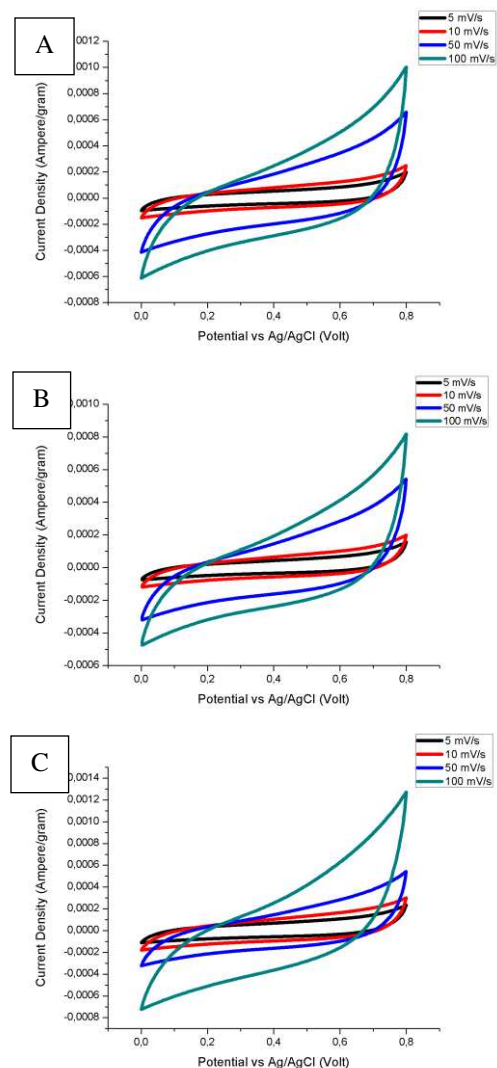 A
5 mV/s
10 mV/s
50 mV/s
100 mV/s
0,0012
0,0010
0,0008
0,0006
0,0004
0,0002
0,0000
-0,0002
-0,0004
-0,0006
-0,0008
Current Density (Ampere/gram)
0,0 0,2 0,4 0,6 0,8
Potential vs Ag/AgCl (Volt)
B
5 mV/s
10 mV/s
50 mV/s
100 mV/s
0,0010
0,0008
0,0006
0,0004
0,0002
0,0000
-0,0002
-0,0004
-0,0006
Current Density (Ampere/gram)
0,0 0,2 0,4 0,6 0,8
Potential vs Ag/AgCl (Volt)
C
5 mV/s
10 mV/s
50 mV/s
100 mV/s
0,0014
0,0012
0,0010
0,0008
0,0006
0,0004
0,0002
0,0000
-0,0002
-0,0004
-0,0006
-0,0008
Current Density (Ampere/gram)
0,0 0,2 0,4 0,6 0,8
Potential vs Ag/AgCl (Volt)